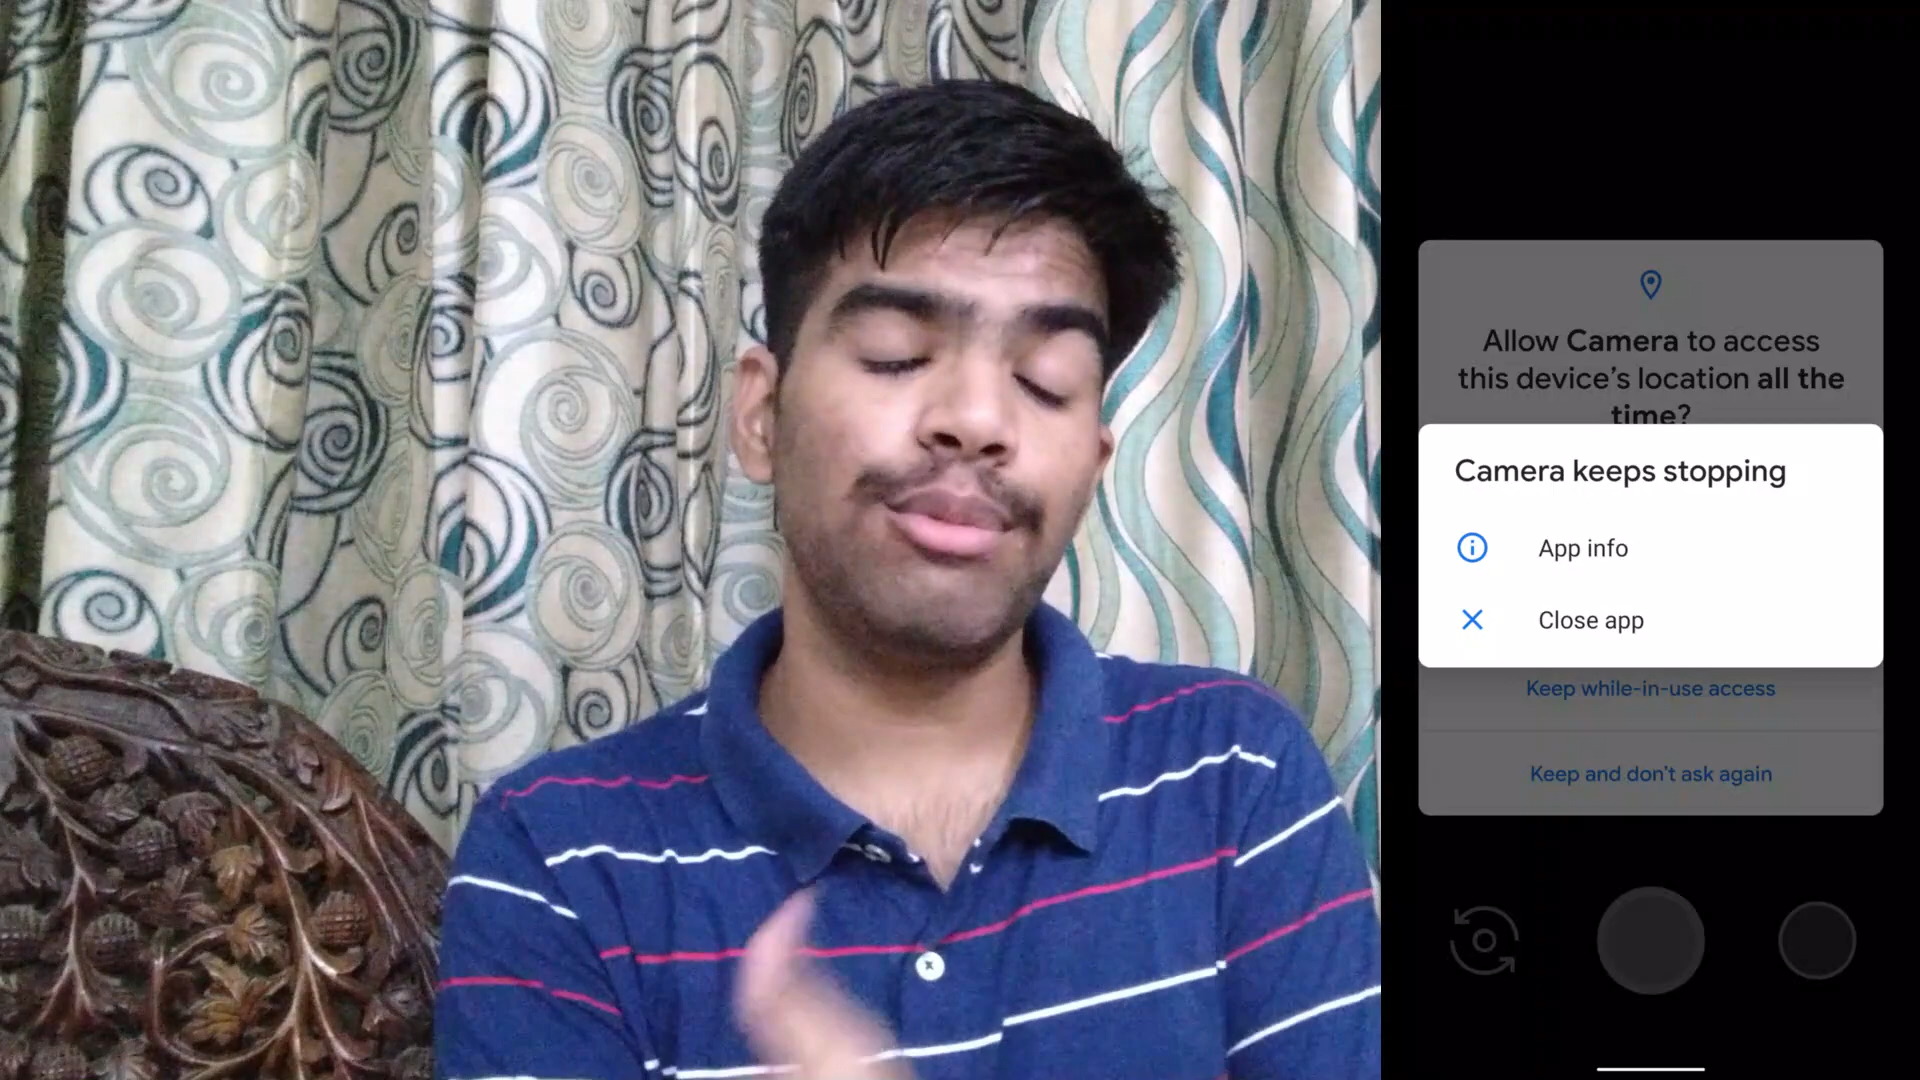 Allow Camera to access
this device's location all the
time?
Camera keeps stopping
App info
Close app
Keep while-in-use access
Keep and don't ask again